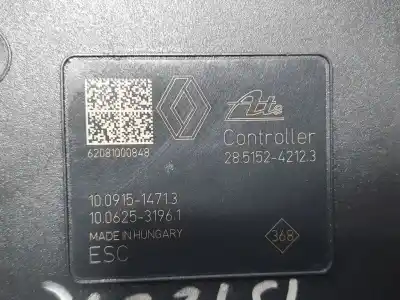 Ate
Controller
28.5152-4212.3
62081000848
10.0915-1471.3
10.0625-3196.1
MADE IN HUNGARY
ESC
368